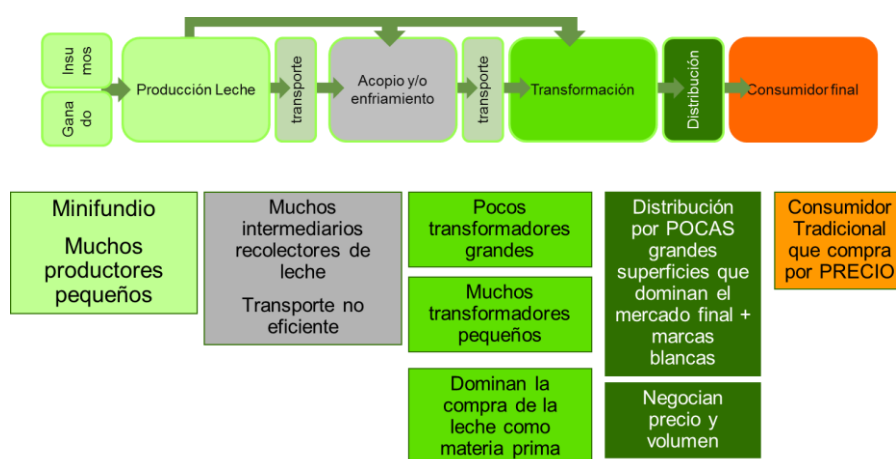 Insu
mos
Gana
do
Producción Leche
transporte
Acopio y/o
enfriamiento
transporte
Transformación
Distribución
Consumidor final
Minifundio
Muchos
productores
pequeños
Muchos
intermediarios
recolectores de
leche
Transporte no
eficiente
Pocos
transformadores
grandes
Muchos
transformadores
pequeños
Dominan la
compra de la
leche como
materia prima
Distribución
por POCAS
grandes
superficies que
dominan el
mercado final +
marcas
blancas
Negocian
precio y
volumen
Consumidor
Tradicional
que compra
por PRECIO